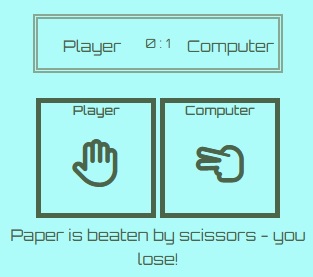 Player 0 : 1 Computer
Player Computer
Paper is beaten by scissors - you
lose!